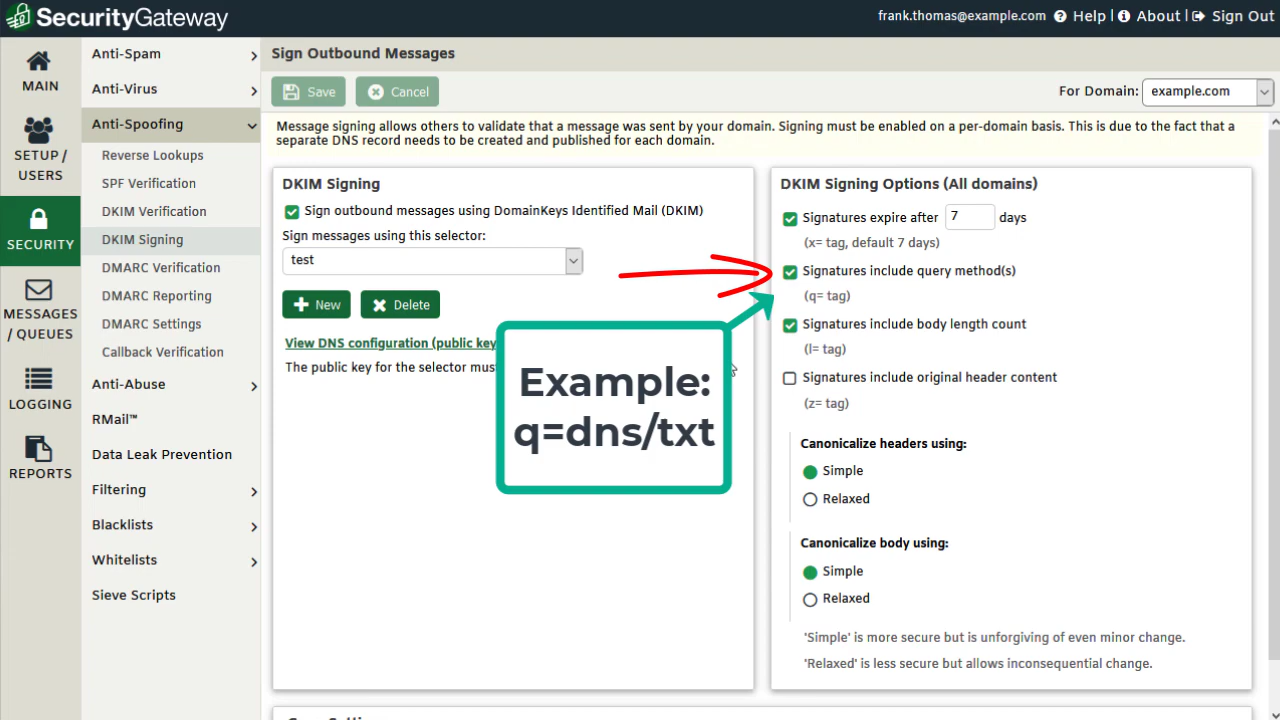 SecurityGateway
frank.thomas@example.com Help | About | Sign Out
MAIN
SETUP /
USERS
SECURITY
MESSAGES
/ QUEUES
LOGGING
REPORTS
Anti-Spam
Anti-Virus
Anti-Spoofing
Reverse Lookups
SPF Verification
DKIM Verification
DKIM Signing
DMARC Verification
DMARC Reporting
DMARC Settings
Callback Verification
Anti-Abuse
RMail™
Data Leak Prevention
Filtering
Blacklists
Whitelists
Sieve Scripts
Sign Outbound Messages
Save Cancel
For Domain: example.com
Message signing allows others to validate that a message was sent by your domain. Signing must be enabled on a per-domain basis. This is due to the fact that a
separate DNS record needs to be created and published for each domain.
DKIM Signing
Sign outbound messages using DomainKeys Identified Mail (DKIM)
Sign messages using this selector:
test
New Delete
View DNS configuration (public key
The public key for the selector mus
Example:
q=dns/txt
DKIM Signing Options (All domains)
Signatures expire after 7 days
(x= tag, default 7 days)
Signatures include query method(s)
(q= tag)
Signatures include body length count
(l= tag)
Signatures include original header content
(z= tag)
Canonicalize headers using:
Simple
Relaxed
Canonicalize body using:
Simple
Relaxed
'Simple' is more secure but is unforgiving of even minor change.
'Relaxed' is less secure but allows inconsequential change.